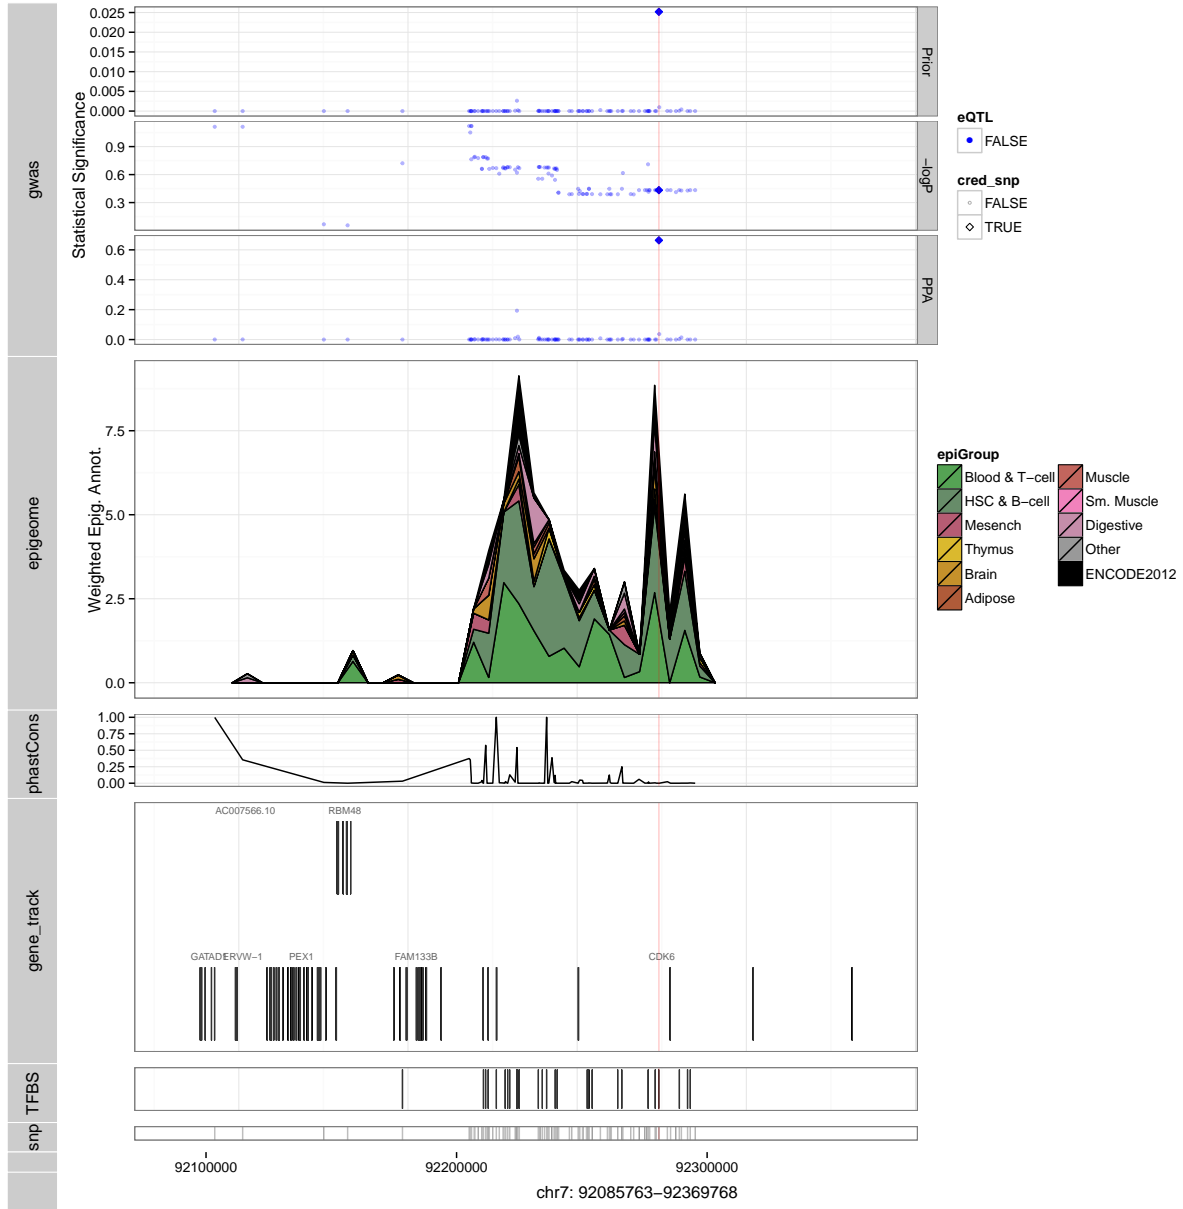 gwas
Statistical Significance
0.025
0.020
0.015
0.010
0.005
0.000
Prior
0.9
0.6
0.3
−logP
0.6
0.4
0.2
0.0
PPA
eQTL
FALSE
cred_snp
FALSE
TRUE
epigeome
Weighted Epig. Annot.
7.5
5.0
2.5
0.0
epiGroup
Blood & T−cell
HSC & B−cell
Mesench
Thymus
Brain
Adipose
Muscle
Sm. Muscle
Digestive
Other
ENCODE2012
phastCons
1.00
0.75
0.50
0.25
0.00
gene_track
AC007566.10 RBM48
GATAD1 ERVW−1 PEX1 FAM133B CDK6
TFBS
snp
92100000 92200000 92300000
chr7: 92085763−92369768